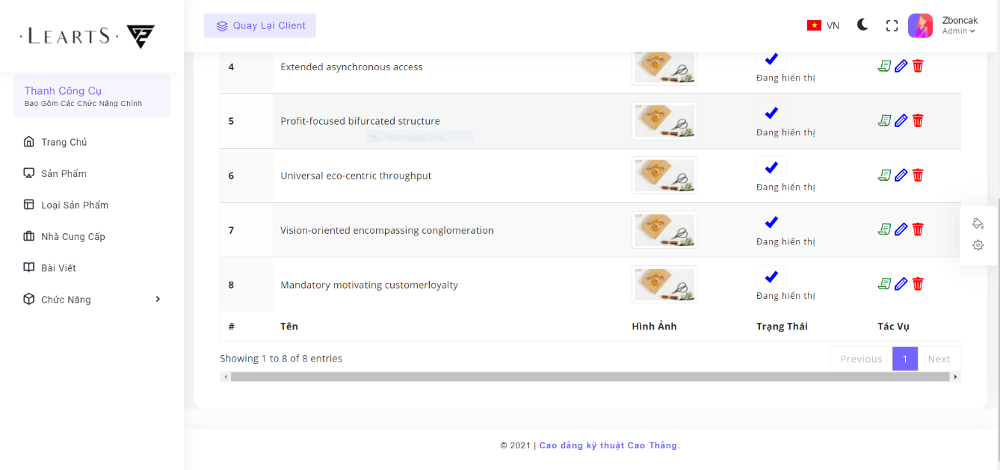 ·LEARTS·
Quay Lại Client
VN
Zboncak
Admin
Thanh Công Cụ
Bao Gồm Các Chức Năng Chính
Trang Chủ
Sản Phẩm
Loại Sản Phẩm
Nhà Cung Cấp
Bài Viết
Chức Năng
4 Extended asynchronous access Đang hiển thị
5 Profit-focused bifurcated structure Đang hiển thị
Rectangular Snip
6 Universal eco-centric throughput Đang hiển thị
7 Vision-oriented encompassing conglomeration Đang hiển thị
8 Mandatory motivating customerloyalty Đang hiển thị
# Tên Hình Ảnh Trạng Thái Tác Vụ
Showing 1 to 8 of 8 entries Previous 1 Next
© 2021 | Cao đẳng kỹ thuật Cao Thắng.